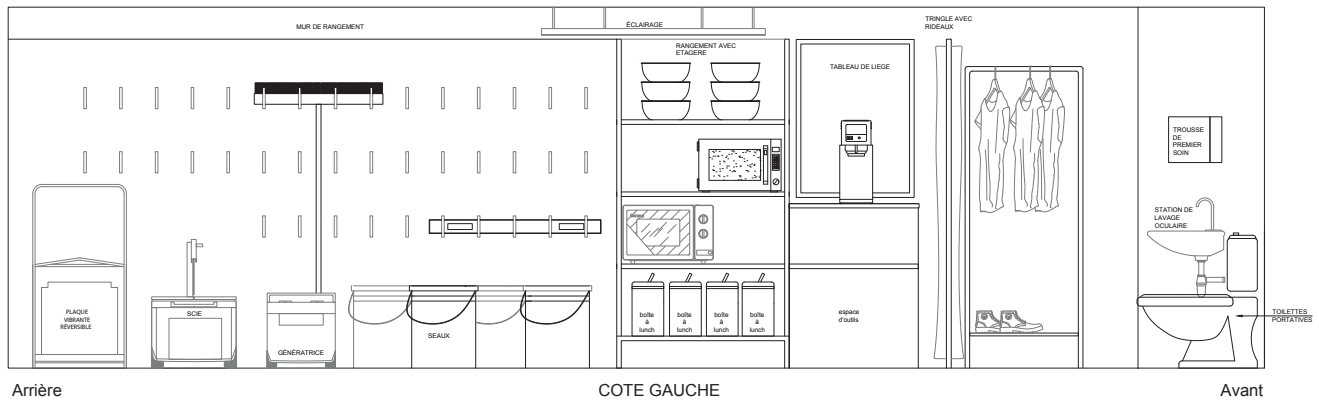 MUR DE RANGEMENT
ÉCLAIRAGE
TRINGLE AVEC
RIDEAUX
RANGEMENT AVEC
ETAGERE
TABLEAU DE LIEGE
TROUSSE
DE
PREMIER
SOIN
STATION DE
LAVAGE
OCULAIRE
PLAQUE
VIBRANTE
RÉVERSIBLE
SCIE
GÉNÉRATRICE
SEAUX
boîte
à
lunch
boîte
à
lunch
boîte
à
lunch
boîte
à
lunch
espace
d'outils
TOILETTES
PORTATIVES
Arrière
COTE GAUCHE
Avant